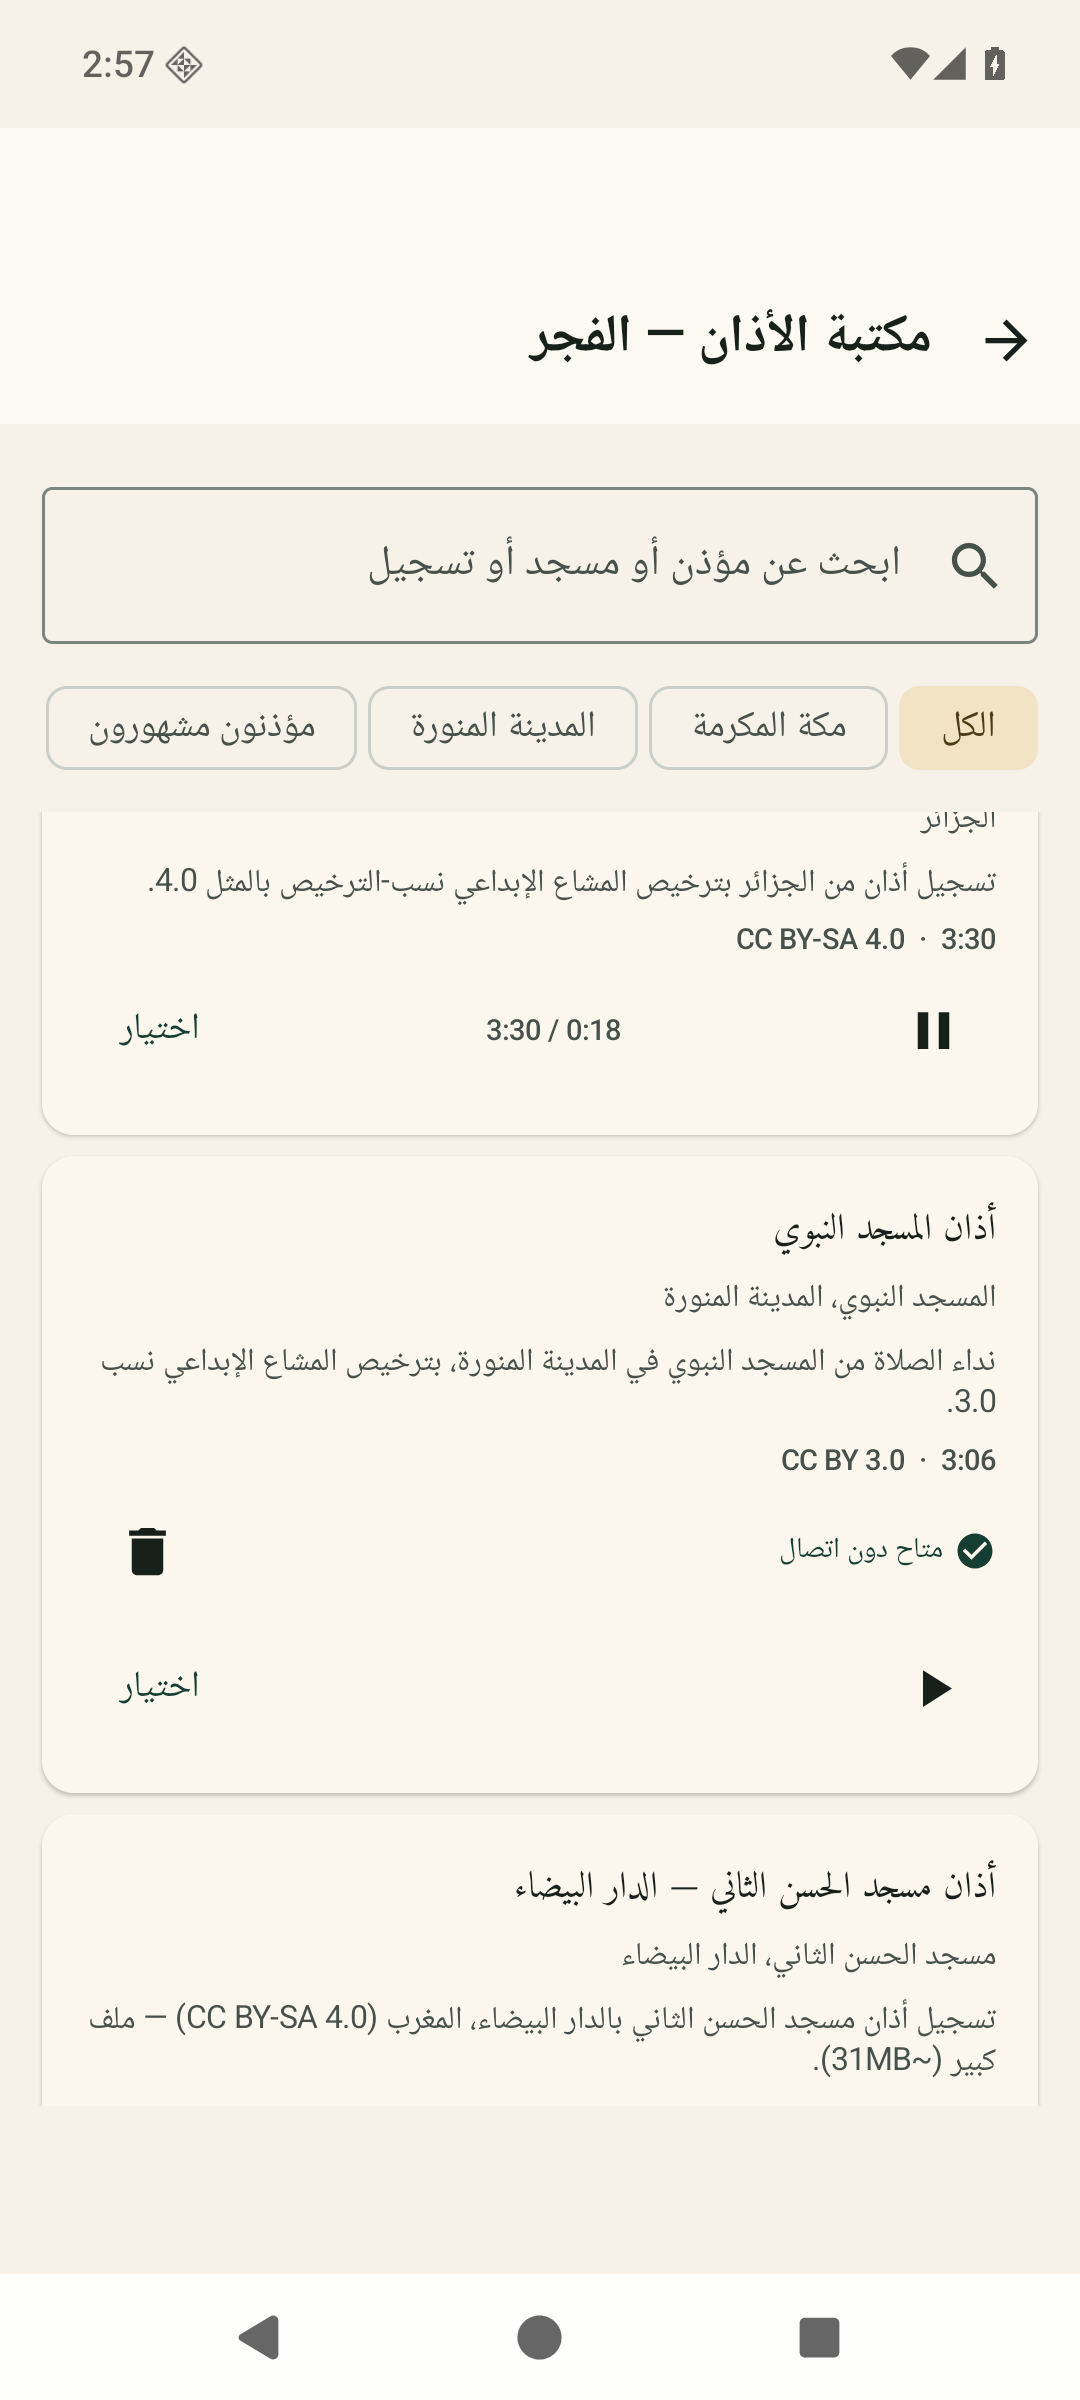 2:57
مكتبة الأذان — الفجر
ابحث عن مؤذن أو مسجد أو تسجيل
الكل
مكة المكرمة
المدينة المنورة
مؤذنون مشهورون
الجزائر
تسجيل أذان من الجزائر بترخيص المشاع الإبداعي نسب-الترخيص بالمثل 4.0.
3:30 · CC BY-SA 4.0
0:18 / 3:30
اختيار
أذان المسجد النبوي
المسجد النبوي، المدينة المنورة
نداء الصلاة من المسجد النبوي في المدينة المنورة، بترخيص المشاع الإبداعي نسب
3.0.
3:06 · CC BY 3.0
متاح دون اتصال
اختيار
أذان مسجد الحسن الثاني — الدار البيضاء
مسجد الحسن الثاني، الدار البيضاء
تسجيل أذان مسجد الحسن الثاني بالدار البيضاء، المغرب (CC BY-SA 4.0) — ملف
كبير (~31MB).